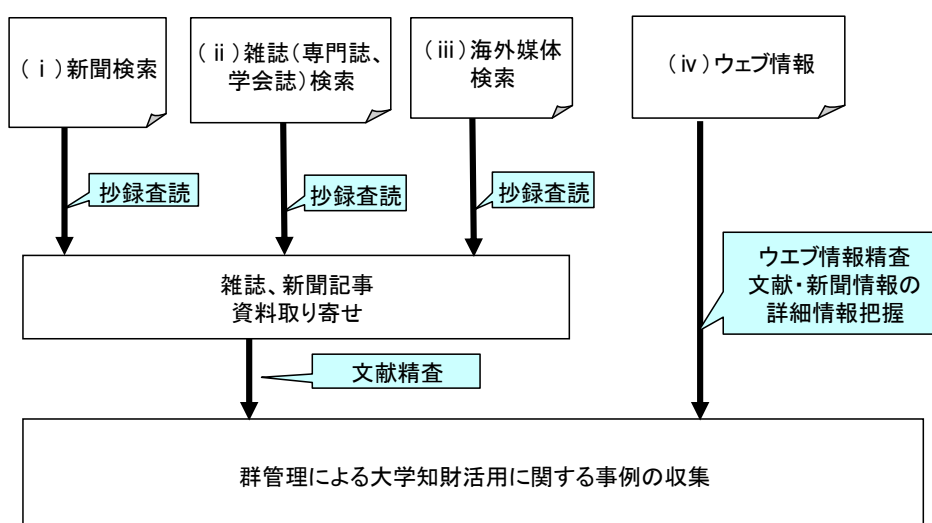 (ⅰ)新聞検索
(ⅱ)雑誌(専門誌、
学会誌)検索
(ⅲ)海外媒体
検索
(ⅳ)ウェブ情報
抄録査読
抄録査読
抄録査読
雑誌、新聞記事
資料取り寄せ
ウエブ情報精査
文献・新聞情報の
詳細情報把握
文献精査
群管理による大学知財活用に関する事例の収集